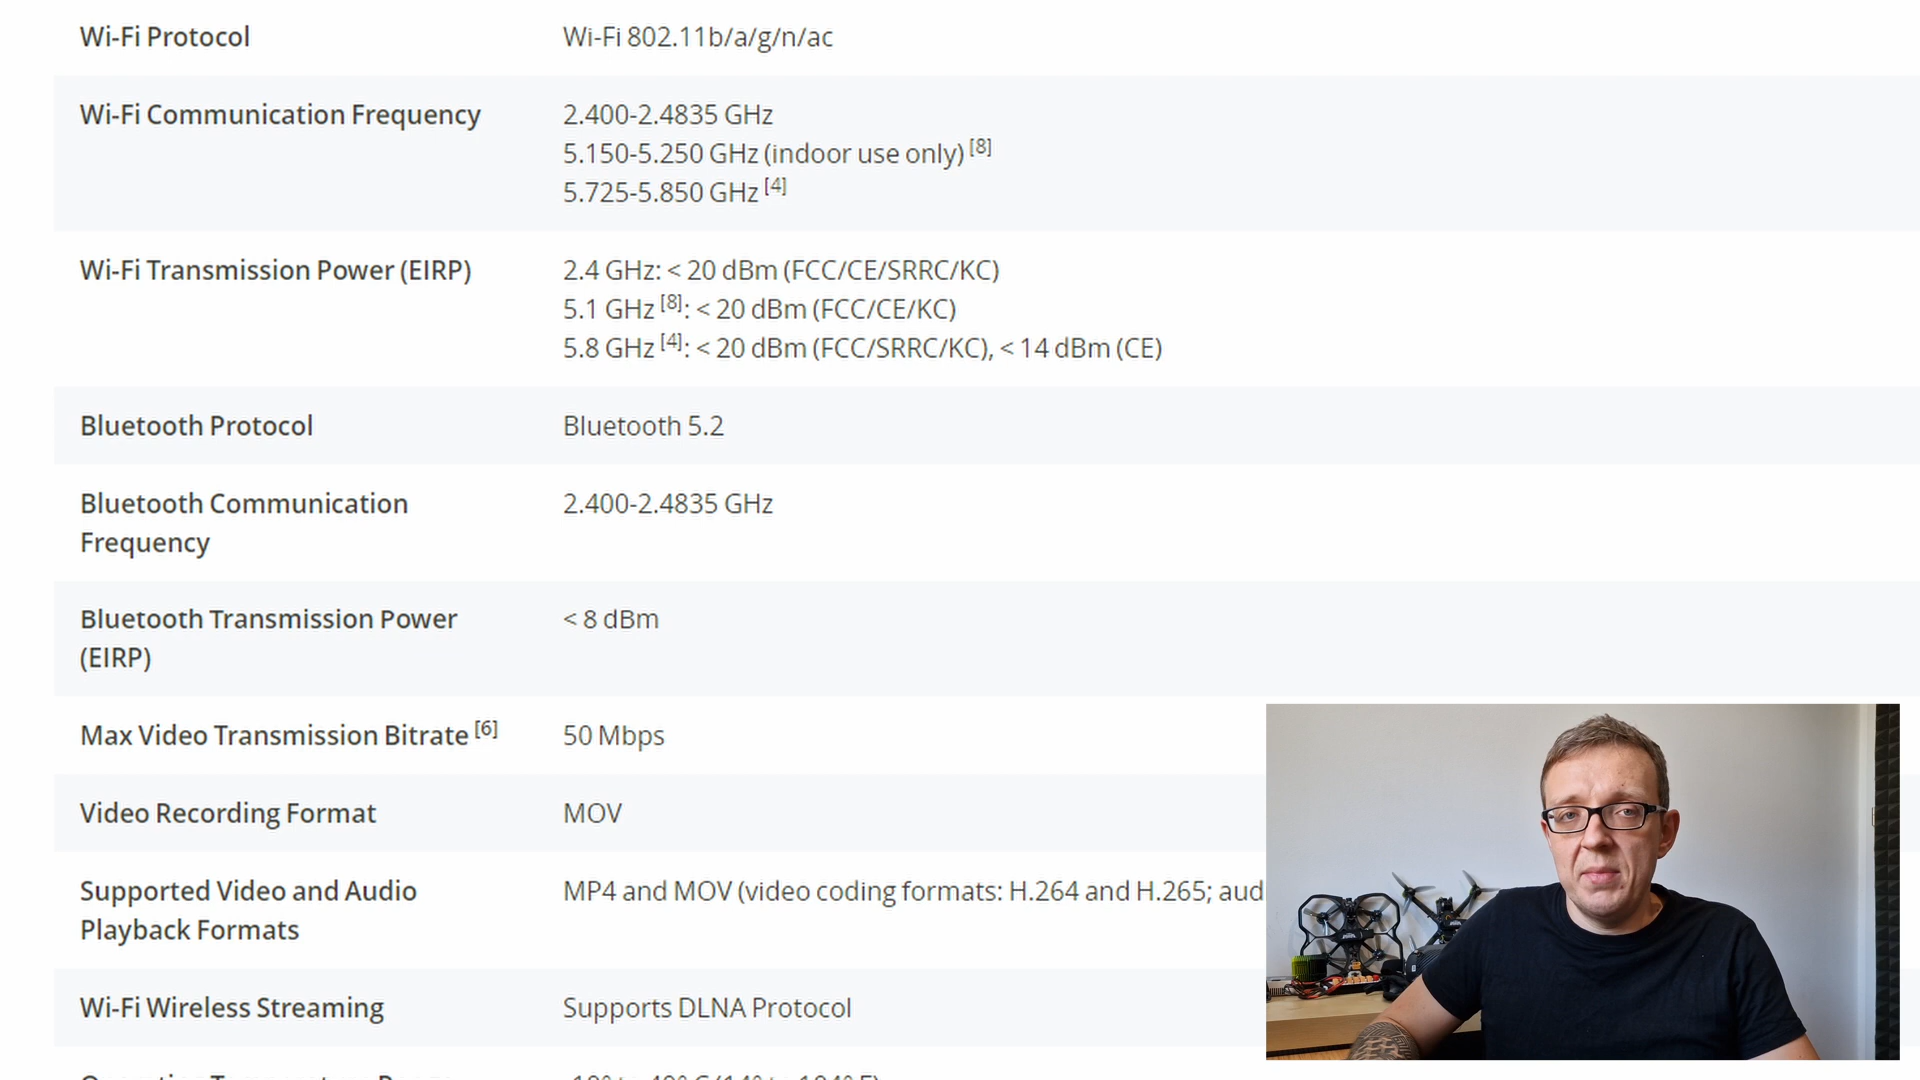 Wi-Fi Protocol
Wi-Fi 802.11b/a/g/n/ac
Wi-Fi Communication Frequency
2.400-2.4835 GHz
5.150-5.250 GHz (indoor use only) [8]
5.725-5.850 GHz [4]
Wi-Fi Transmission Power (EIRP)
2.4 GHz: < 20 dBm (FCC/CE/SRRC/KC)
5.1 GHz [8]: < 20 dBm (FCC/CE/KC)
5.8 GHz [4]: < 20 dBm (FCC/SRRC/KC), < 14 dBm (CE)
Bluetooth Protocol
Bluetooth 5.2
Bluetooth Communication
Frequency
2.400-2.4835 GHz
Bluetooth Transmission Power
(EIRP)
< 8 dBm
Max Video Transmission Bitrate [6]
50 Mbps
Video Recording Format
MOV
Supported Video and Audio
Playback Formats
MP4 and MOV (video coding formats: H.264 and H.265; aud
Wi-Fi Wireless Streaming
Supports DLNA Protocol